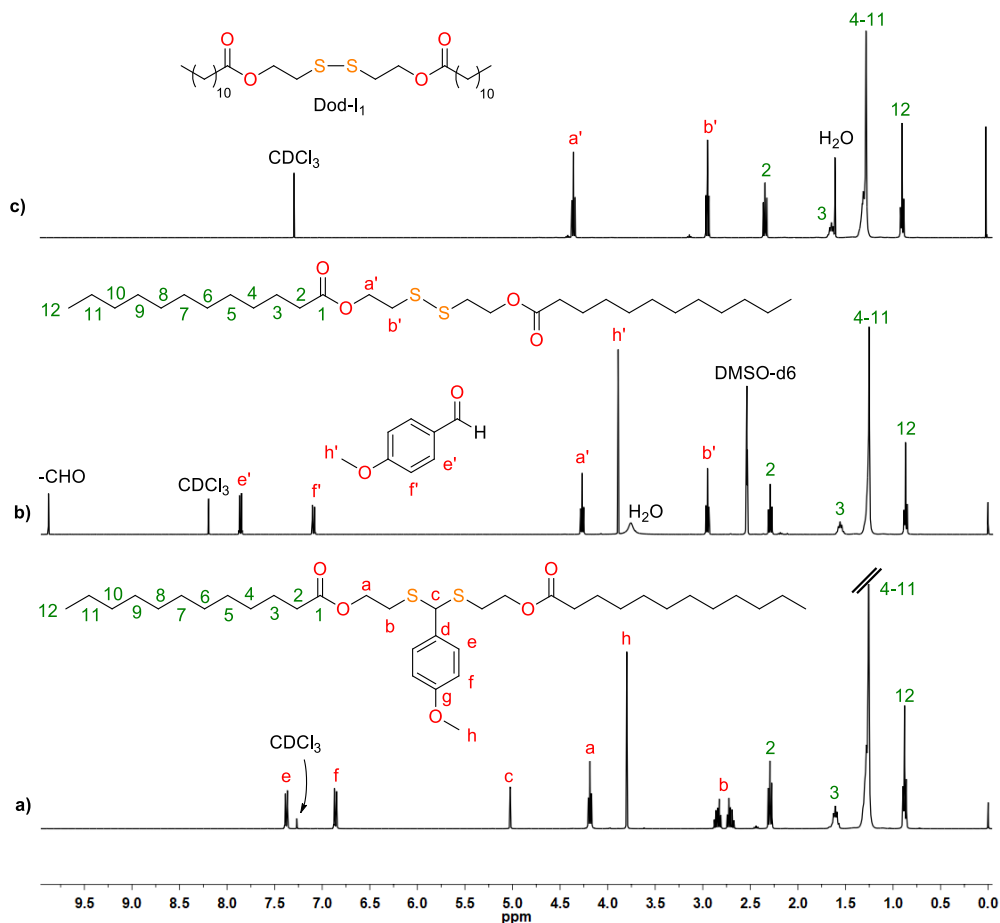 4-11
O
O
O
S
S
O
10
10
Dod-I₁
a'
b'
CDCl₃
2
H₂O
12
3
c)
O
12
11
10
9
8
7
6
5
4
3
2
1
O
a'
b'
S
S
O
O
4-11
h'
DMSO-d6
O
H
h'
O
e'
f'
-CHO
CDCl₃
e'
f'
a'
H₂O
b'
2
3
12
b)
O
12
11
10
9
8
7
6
5
4
3
2
1
O
a
b
S
c
S
O
O
d
e
f
g
O
h
4-11
h
12
CDCl₃
e
f
c
a
b
2
3
a)
9.5 9.0 8.5 8.0 7.5 7.0 6.5 6.0 5.5 5.0 4.5 4.0 3.5 3.0 2.5 2.0 1.5 1.0 0.5 0.0
ppm